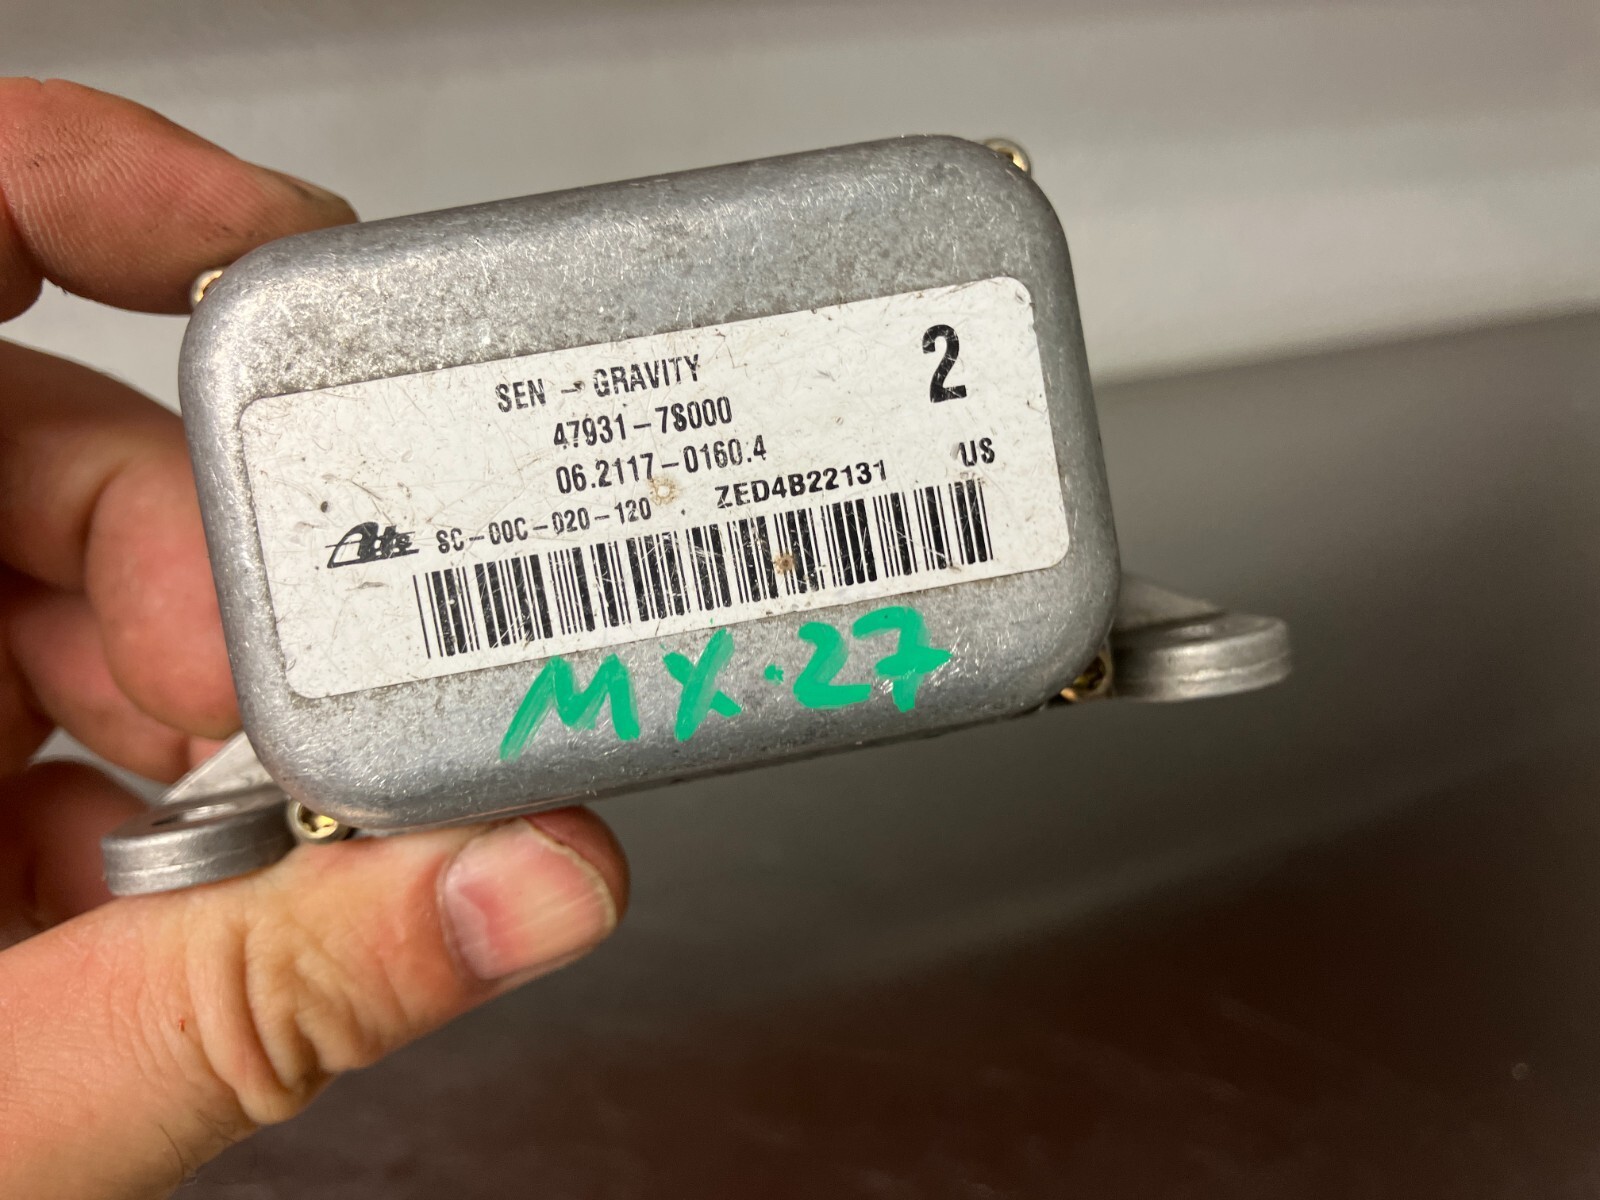 SEN - GRAVITY
2
47931-7S000
06.2117-0160.4
US
Ate SC-00C-020-120 ZED4B22131
MX.27